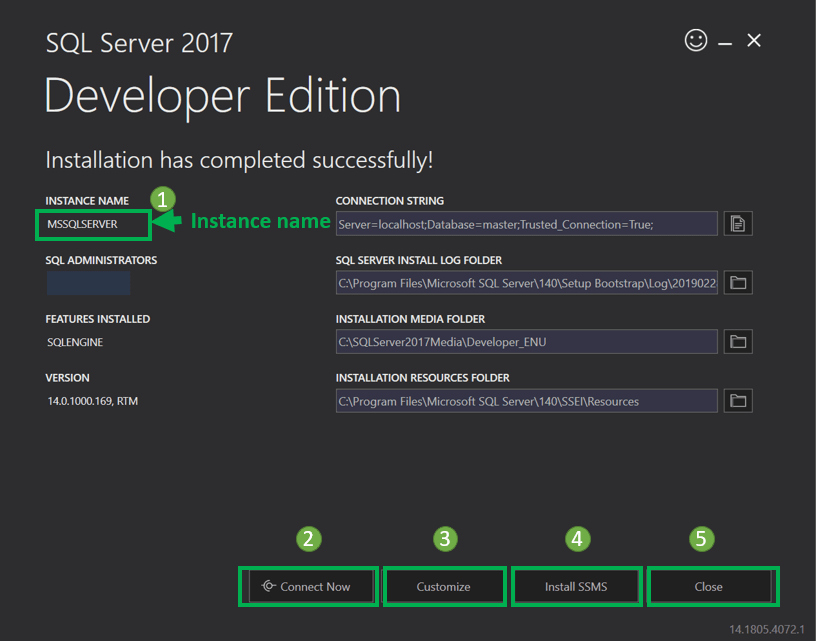 SQL Server 2017
Developer Edition
Installation has completed successfully!
INSTANCE NAME
1
MSSQLSERVER
Instance name
CONNECTION STRING
Server=localhost;Database=master;Trusted_Connection=True;
SQL ADMINISTRATORS
SQL SERVER INSTALL LOG FOLDER
C:\Program Files\Microsoft SQL Server\140\Setup Bootstrap\Log\2019022
FEATURES INSTALLED
SQLENGINE
INSTALLATION MEDIA FOLDER
C:\SQLServer2017Media\Developer_ENU
VERSION
14.0.1000.169, RTM
INSTALLATION RESOURCES FOLDER
C:\Program Files\Microsoft SQL Server\140\SSEI\Resources
2
3
4
5
Connect Now
Customize
Install SSMS
Close
14.1805.4072.1